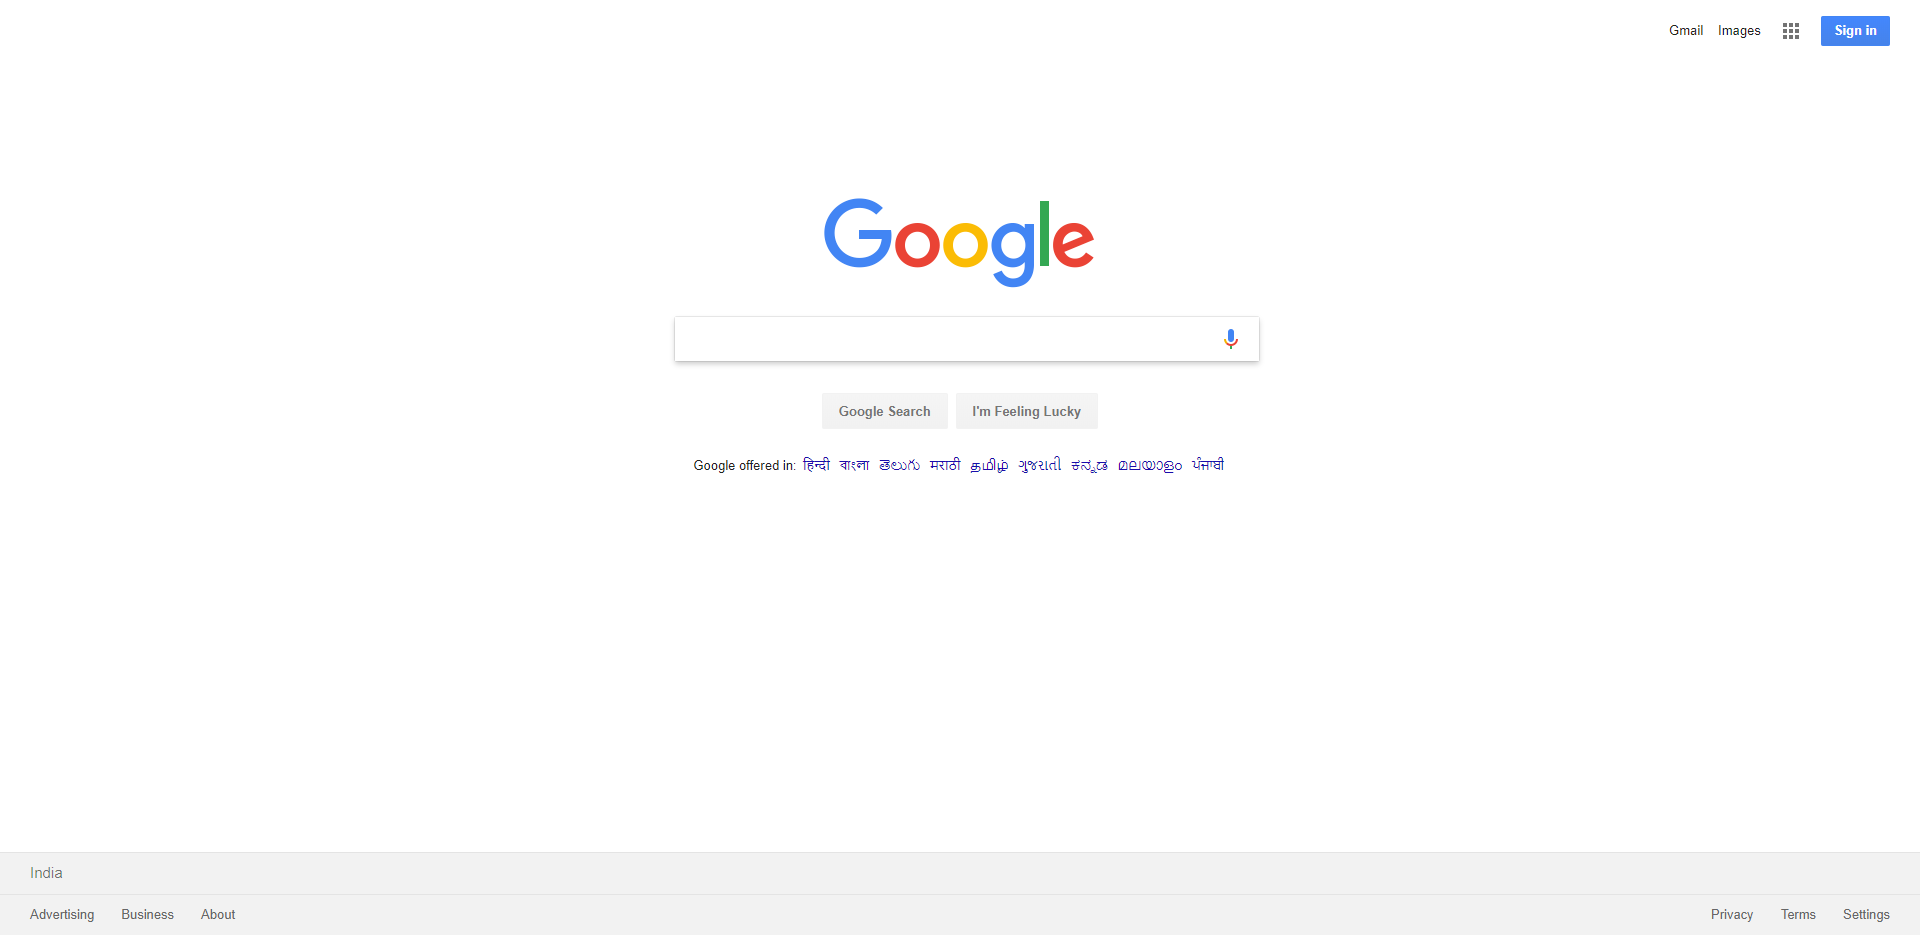 Gmail Images Sign in
Google
Google Search I'm Feeling Lucky
Google offered in: हिन्दी বাংলা తెలుగు मराठी தமிழ் ગુજરાતી ಕನ್ನಡ മലയാളം ਪੰਜਾਬੀ
India
Advertising Business About Privacy Terms Settings